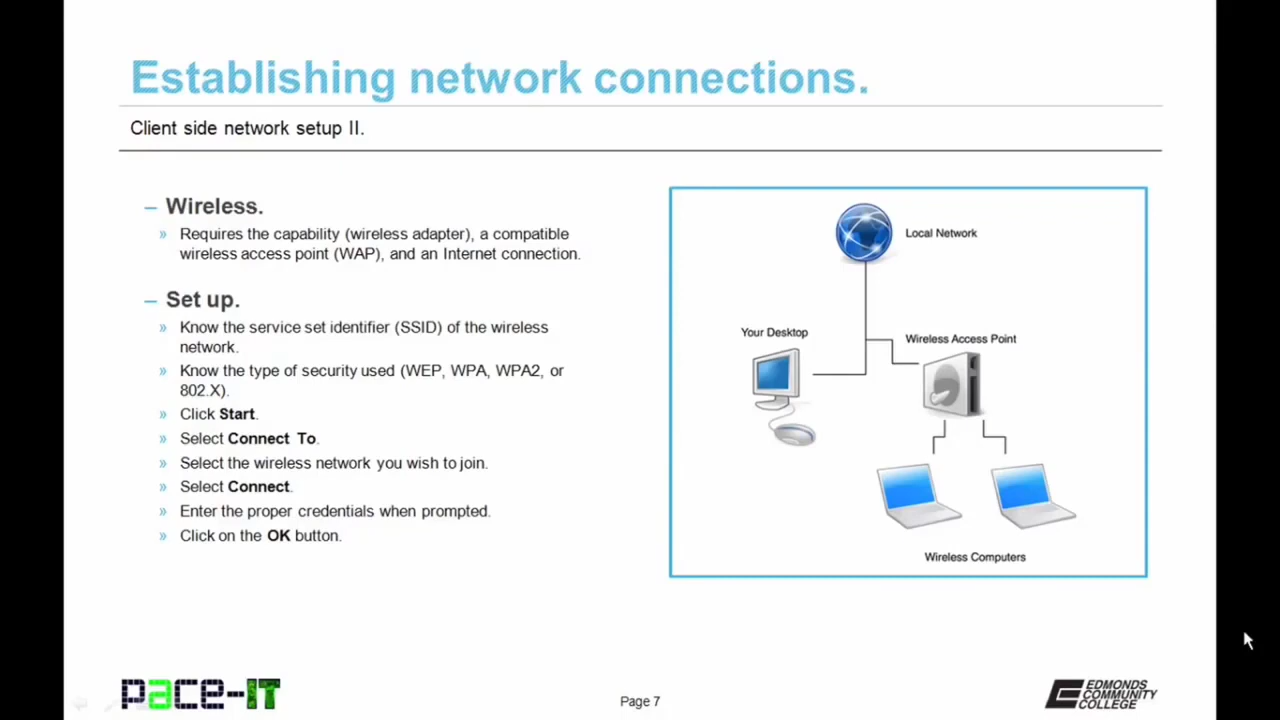 Establishing network connections.
Client side network setup II.
– Wireless.
» Requires the capability (wireless adapter), a compatible
wireless access point (WAP), and an Internet connection.
– Set up.
» Know the service set identifier (SSID) of the wireless
network.
» Know the type of security used (WEP, WPA, WPA2, or
802.X).
» Click Start.
» Select Connect To.
» Select the wireless network you wish to join.
» Select Connect.
» Enter the proper credentials when prompted.
» Click on the OK button.
Local Network
Your Desktop
Wireless Access Point
Wireless Computers
pace-IT
Page 7
EDMONDS
COMMUNITY
COLLEGE